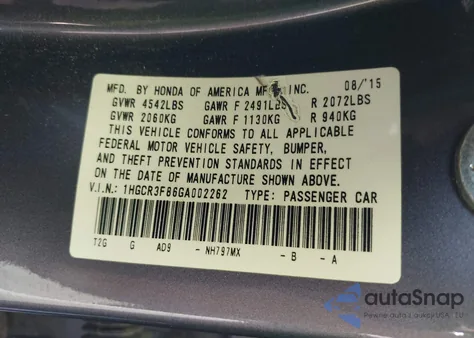 MFD. BY HONDA OF AMERICA MFG., INC. 08/15
GVWR 4542LBS GAWR F 2491LBS R 2072LBS
GVWR 2060KG GAWR F 1130KG R 940KG
THIS VEHICLE CONFORMS TO ALL APPLICABLE
FEDERAL MOTOR VEHICLE SAFETY, BUMPER,
AND THEFT PREVENTION STANDARDS IN EFFECT
ON THE DATE OF MANUFACTURE SHOWN ABOVE.
V.I.N.: 1HGCR3F86GA002262 TYPE: PASSENGER CAR
T2G G AD9 - NH797MX - B - A
autoSnap